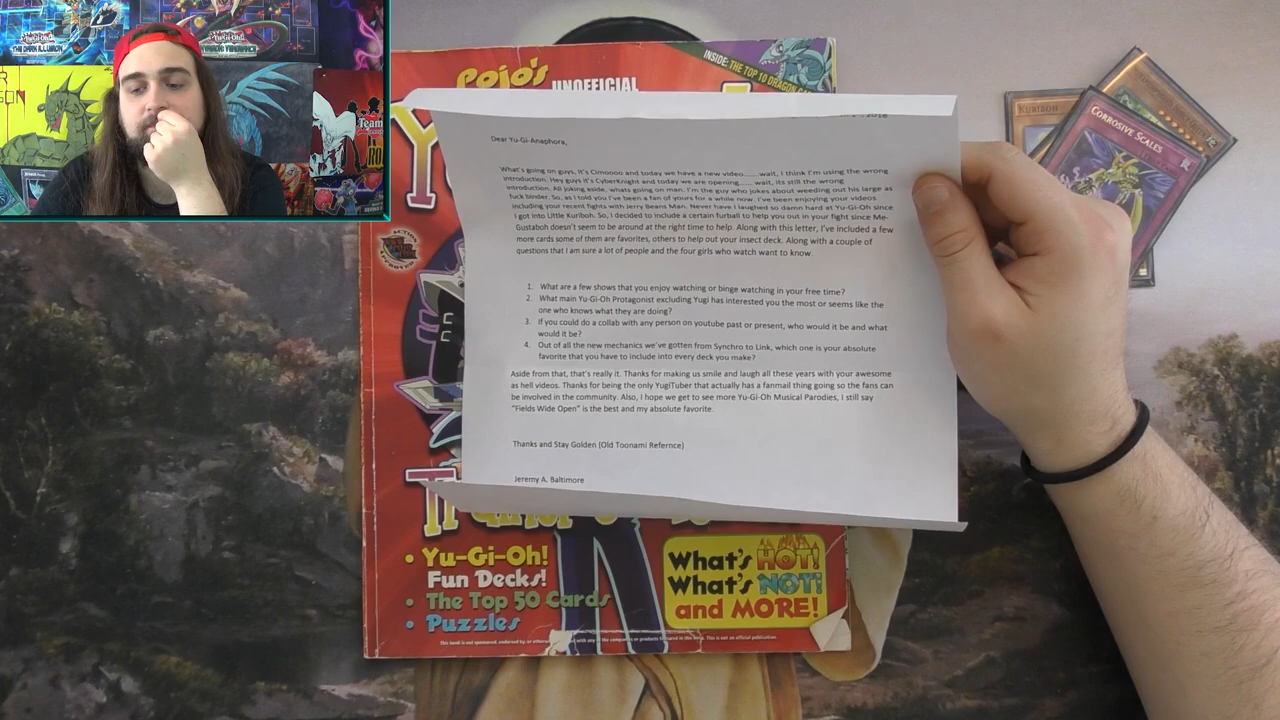 THE DARK ILLUSION
Team
Pojo's
UNOFFICIAL
INSIDE: THE TOP 10 DRAGON
KURIBOH
CORROSIVE SCALES
2018
Dear Yu-Gi-Anaphora,
What's going on guys, It's Cimoooo and today we have a new video......wait, I think I'm using the wrong
introduction. Hey guys it's CyberKnight and today we are opening..... wait, its still the wrong
introduction. All joking aside, whats going on man. I'm the guy who jokes about weeding out his large as
fuck binder. So, as I told you I've been a fan of yours for a while now. I've been enjoying your videos
including your recent fights with Jerry Beans Man. Never have I laughed so damn hard at Yu-Gi-Oh since
I got into Little Kuriboh. So, I decided to include a certain furball to help you out in your fight since Me-
Gustaboh doesn't seem to be around at the right time to help. Along with this letter, I've included a few
more cards some of them are favorites, others to help out your insect deck. Along with a couple of
questions that I am sure a lot of people and the four girls who watch want to know.
1. What are a few shows that you enjoy watching or binge watching in your free time?
2. What main Yu-Gi-Oh Protagonist excluding Yugi has interested you the most or seems like the
one who knows what they are doing?
3. If you could do a collab with any person on youtube past or present, who would it be and what
would it be?
4. Out of all the new mechanics we've gotten from Synchro to Link, which one is your absolute
favorite that you have to include into every deck you make?
Aside from that, that's really it. Thanks for making us smile and laugh all these years with your awesome
as hell videos. Thanks for being the only YugiTuber that actually has a fanmail thing going so the fans can
be involved in the community. Also, I hope we get to see more Yu-Gi-Oh Musical Parodies, I still say
"Fields Wide Open" is the best and my absolute favorite.
Thanks and Stay Golden (Old Toonami Refernce)
Jeremy A. Baltimore
• Yu-Gi-Oh!
Fun Decks!
• The Top 50 Cards
• Puzzles
What's HOT!
What's NOT!
and MORE!